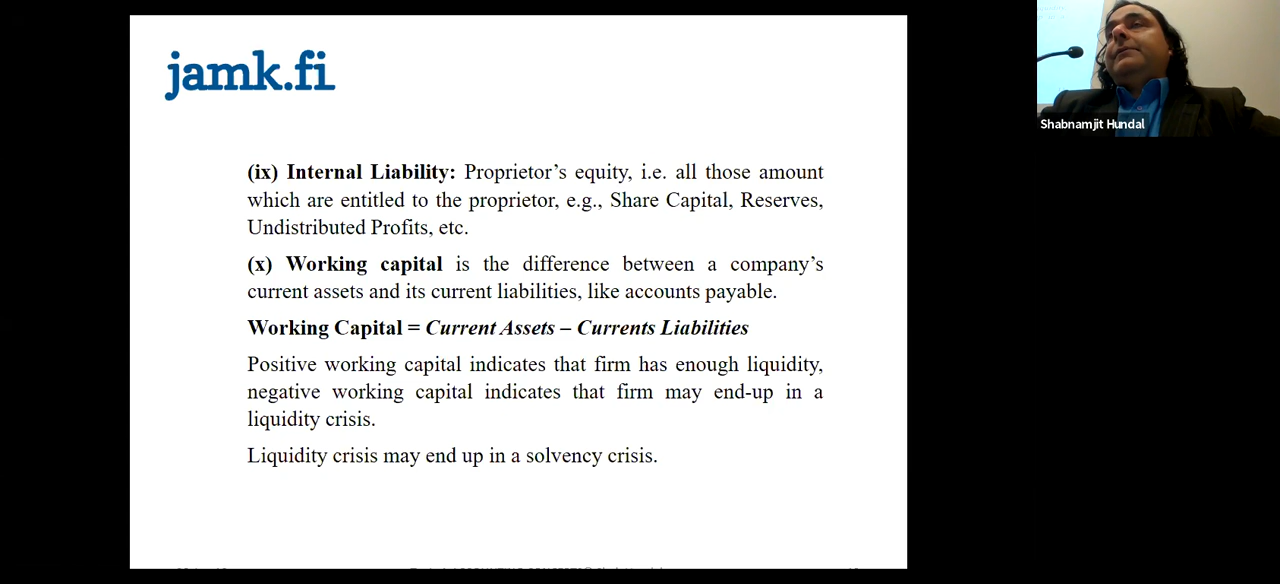 jamk.fi
(ix) Internal Liability: Proprietor’s equity, i.e. all those amount
which are entitled to the proprietor, e.g., Share Capital, Reserves,
Undistributed Profits, etc.
(x) Working capital is the difference between a company’s
current assets and its current liabilities, like accounts payable.
Working Capital = Current Assets – Currents Liabilities
Positive working capital indicates that firm has enough liquidity,
negative working capital indicates that firm may end-up in a
liquidity crisis.
Liquidity crisis may end up in a solvency crisis.
Shabnamjit Hundal